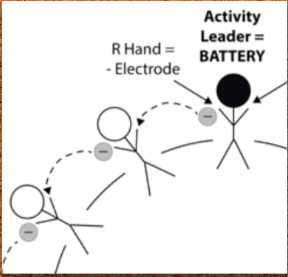 Activity
Leader =
BATTERY
R Hand =
- Electrode
−
−
−